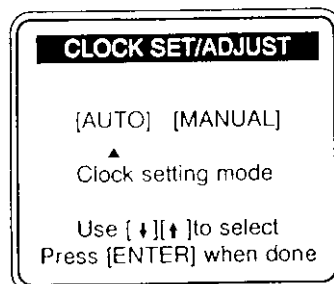 CLOCK SET/ADJUST
[AUTO] [MANUAL]
▲
Clock setting mode
Use [⬇][⬆]to select
Press [ENTER] when done